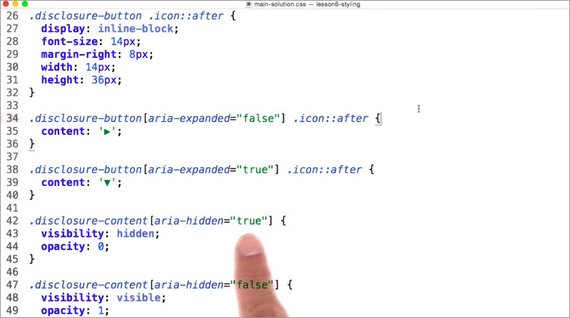 main-solution.css — lesson6-styling
26 .disclosure-button .icon::after {
27 display: inline-block;
28 font-size: 14px;
29 margin-right: 8px;
30 width: 14px;
31 height: 36px;
32 }
33
34 .disclosure-button[aria-expanded="false"] .icon::after {
35 content: '▶';
36 }
37
38 .disclosure-button[aria-expanded="true"] .icon::after {
39 content: '▼';
40 }
41
42 .disclosure-content[aria-hidden="true"] {
43 visibility: hidden;
44 opacity: 0;
45 }
46
47 .disclosure-content[aria-hidden="false"] {
48 visibility: visible;
49 opacity: 1;